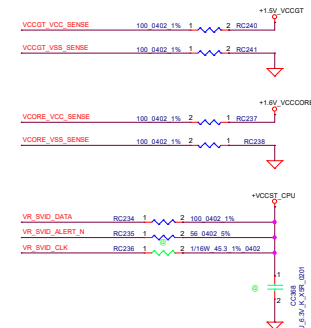 +1.5V_VCCGT
VCCGT_VCC_SENSE 100_0402_1% 1 2 RC240
VCCGT_VSS_SENSE 100_0402_1% 1 2 RC241
+1.6V_VCCCORE
VCORE_VCC_SENSE 100_0402_1% 2 1 RC237
VCORE_VSS_SENSE 100_0402_1% 2 1 RC238
+VCCST_CPU
VR_SVID_DATA RC234 1 2 100_0402_1%
VR_SVID_ALERT_N RC235 1 2 56_0402_5%
@
VR_SVID_CLK RC236 1 2 1/16W_45.3_1%_0402
1
@
2
CC368